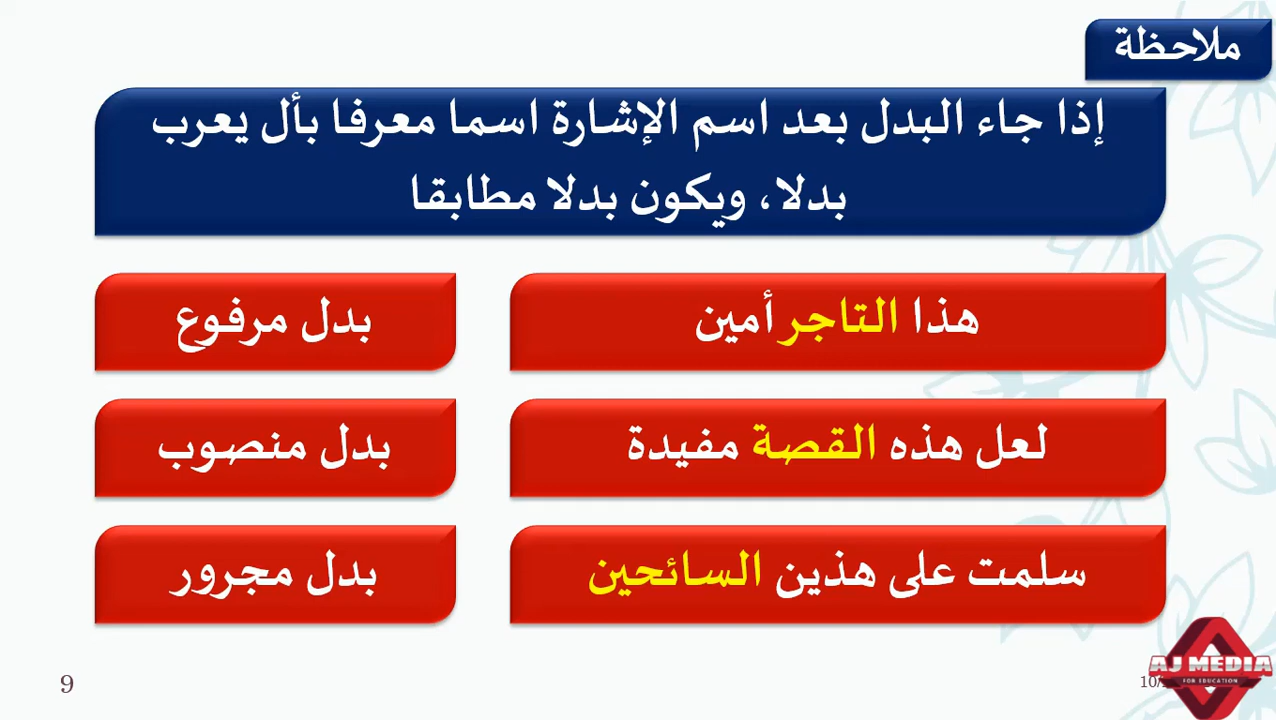 ملاحظة
إذا جاء البدل بعد اسم الإشارة اسما معرفا بأل يعرب
بدلا، ويكون بدلا مطابقا
هذا التاجر أمين
بدل مرفوع
لعل هذه القصة مفيدة
بدل منصوب
سلمت على هذين السائحين
بدل مجرور
AJ MEDIA
FOR EDUCATION
9